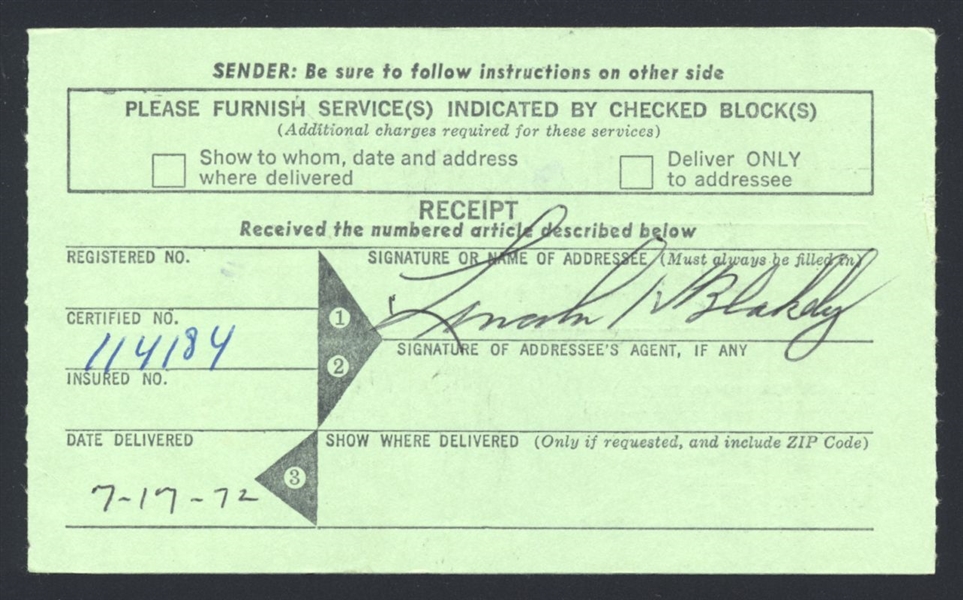 SENDER: Be sure to follow instructions on other side
PLEASE FURNISH SERVICE(S) INDICATED BY CHECKED BLOCK(S)
(Additional charges required for these services)
Show to whom, date and address where delivered
Deliver ONLY to addressee
RECEIPT
Received the numbered article described below
REGISTERED NO.
CERTIFIED NO.
114184
INSURED NO.
DATE DELIVERED
7-17-72
1
2
3
SIGNATURE OR NAME OF ADDRESSEE (Must always be filled in)
Lincoln Blakely
SIGNATURE OF ADDRESSEE'S AGENT, IF ANY
SHOW WHERE DELIVERED (Only if requested, and include ZIP Code)